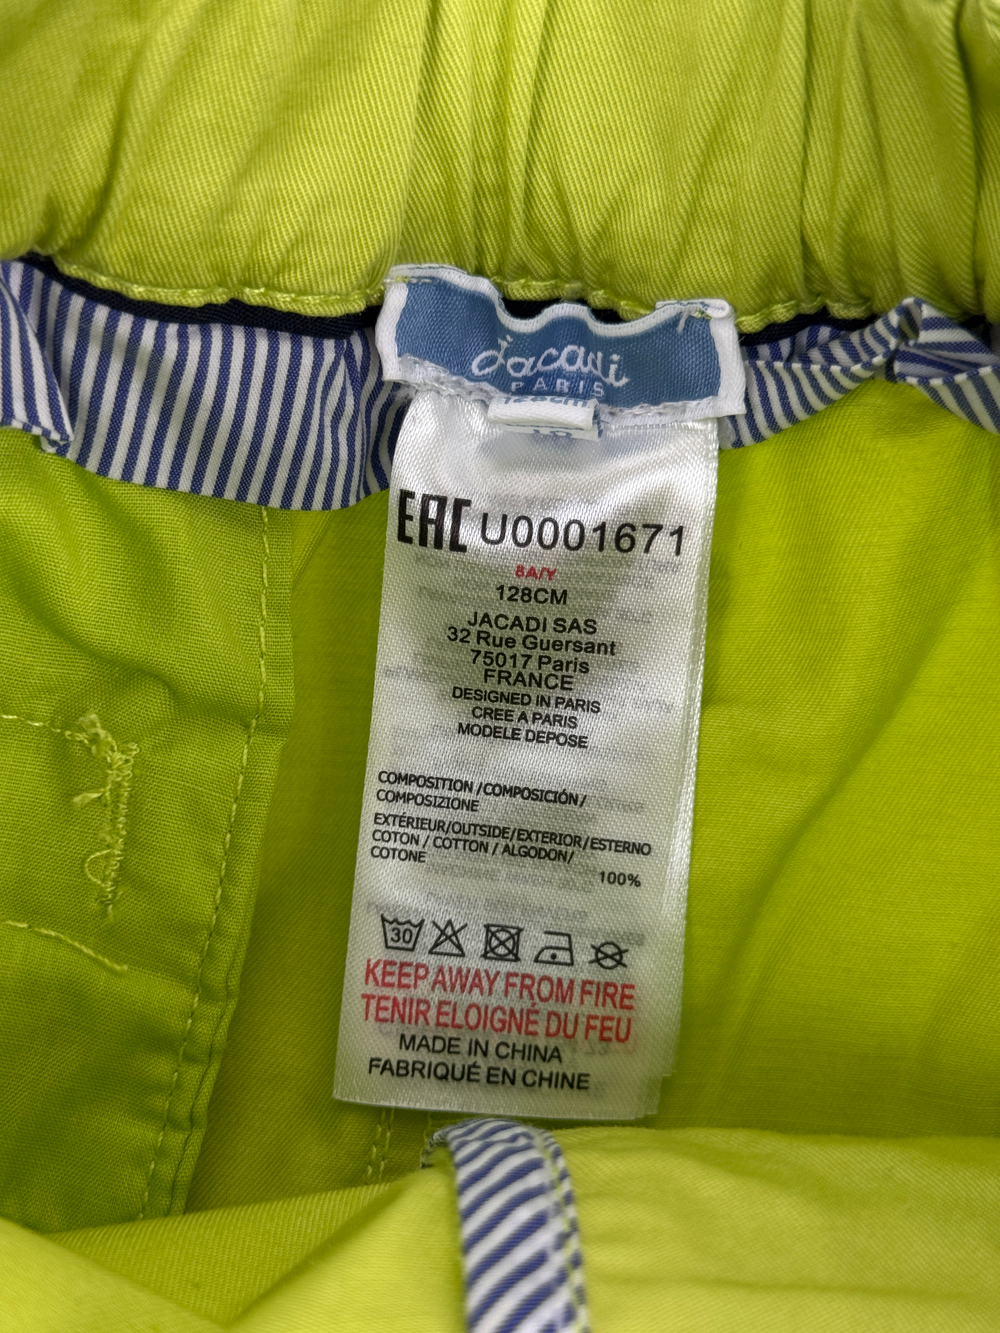 Jacadi
PARIS
EAC U0001671
8A/Y
128CM
JACADI SAS
32 Rue Guersant
75017 Paris
FRANCE
DESIGNED IN PARIS
CREE A PARIS
MODELE DEPOSE
COMPOSITION /COMPOSICIÓN/
COMPOSIZIONE
EXTÉRIEUR/OUTSIDE/EXTERIOR/ESTERNO
COTON / COTTON / ALGODON/
COTONE
100%
30
KEEP AWAY FROM FIRE
TENIR ELOIGNÉ DU FEU
MADE IN CHINA
FABRIQUÉ EN CHINE